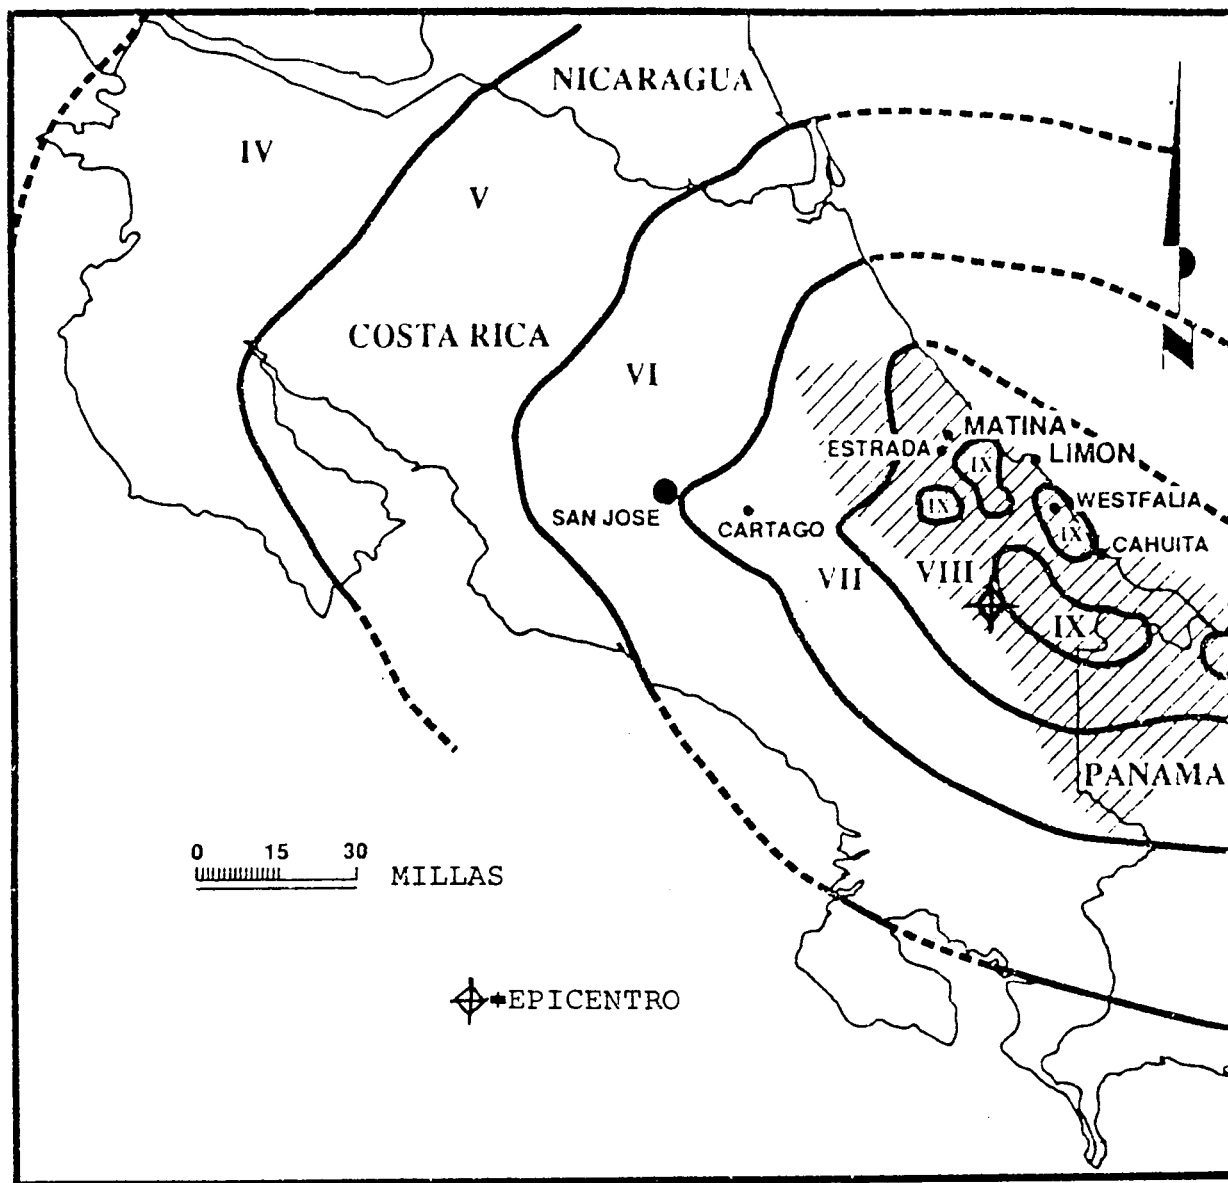 NICARAGUA
IV
V
COSTA RICA
VI
MATINA
ESTRADA
IX
LIMON
IX
WESTFALIA
SAN JOSE
CARTAGO
IX
CAHUITA
VII
VIII
IX
PANAMA
0 15 30
MILLAS
EPICENTRO